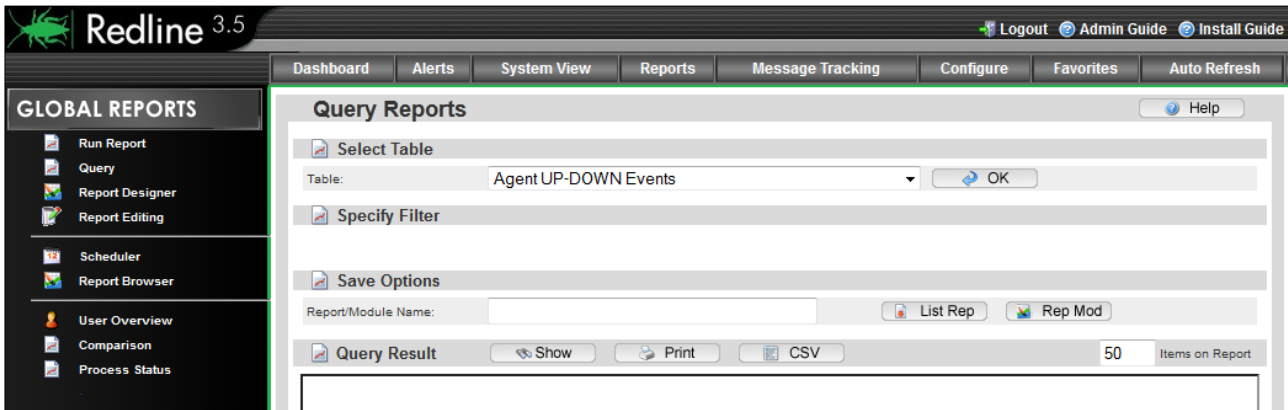 Redline 3.5
Logout Admin Guide Install Guide
Dashboard Alerts System View Reports Message Tracking Configure Favorites Auto Refresh
GLOBAL REPORTS
Run Report
Query
Report Designer
Report Editing
12
Scheduler
Report Browser
User Overview
Comparison
Process Status
Query Reports
Help
Select Table
Table: Agent UP-DOWN Events OK
Specify Filter
Save Options
Report/Module Name: List Rep Rep Mod
Query Result Show Print CSV 50 Items on Report